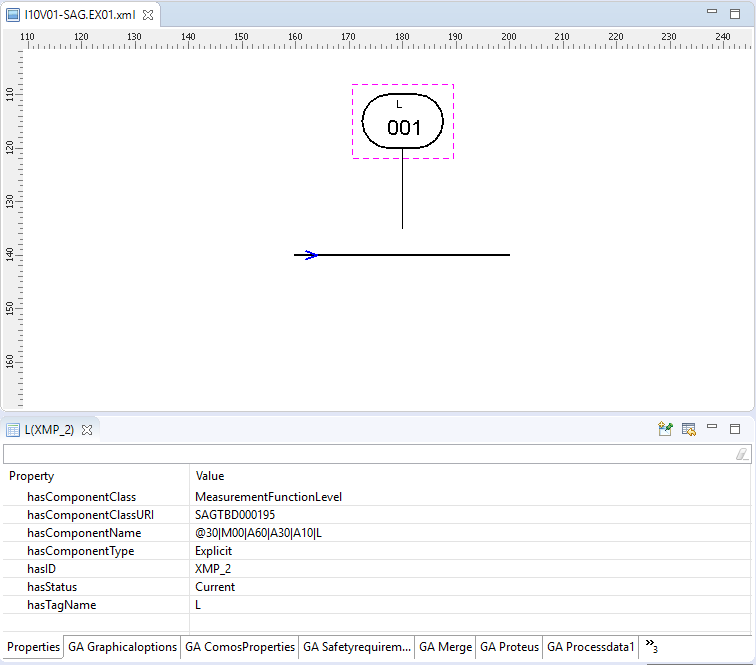 I10V01-SAG.EX01.xml
110 120 130 140 150 160 170 180 190 200 210 220 230 240
110
120
130
140
150
160
L
001
L(XMP_2)
Property Value
hasComponentClass MeasurementFunctionLevel
hasComponentClassURI SAGTBD000195
hasComponentName @30|M00|A60|A30|A10|L
hasComponentType Explicit
hasID XMP_2
hasStatus Current
hasTagName L
Properties GA Graphicaloptions GA ComosProperties GA Safetyrequirem... GA Merge GA Proteus GA Processdata1 »3